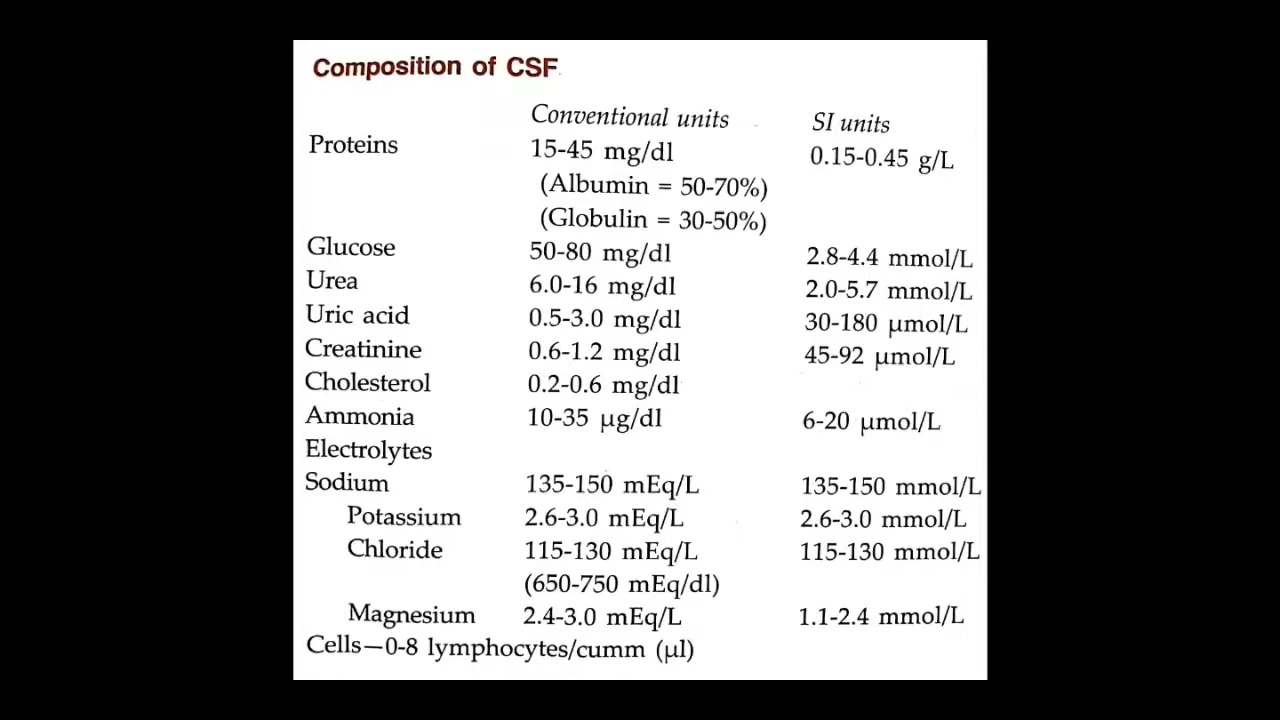 Composition of CSF
Conventional units SI units
Proteins 15-45 mg/dl 0.15-0.45 g/L
(Albumin = 50-70%)
(Globulin = 30-50%)
Glucose 50-80 mg/dl 2.8-4.4 mmol/L
Urea 6.0-16 mg/dl 2.0-5.7 mmol/L
Uric acid 0.5-3.0 mg/dl 30-180 µmol/L
Creatinine 0.6-1.2 mg/dl 45-92 µmol/L
Cholesterol 0.2-0.6 mg/dl
Ammonia 10-35 µg/dl 6-20 µmol/L
Electrolytes
Sodium 135-150 mEq/L 135-150 mmol/L
Potassium 2.6-3.0 mEq/L 2.6-3.0 mmol/L
Chloride 115-130 mEq/L 115-130 mmol/L
(650-750 mEq/dl)
Magnesium 2.4-3.0 mEq/L 1.1-2.4 mmol/L
Cells—0-8 lymphocytes/cumm (µl)